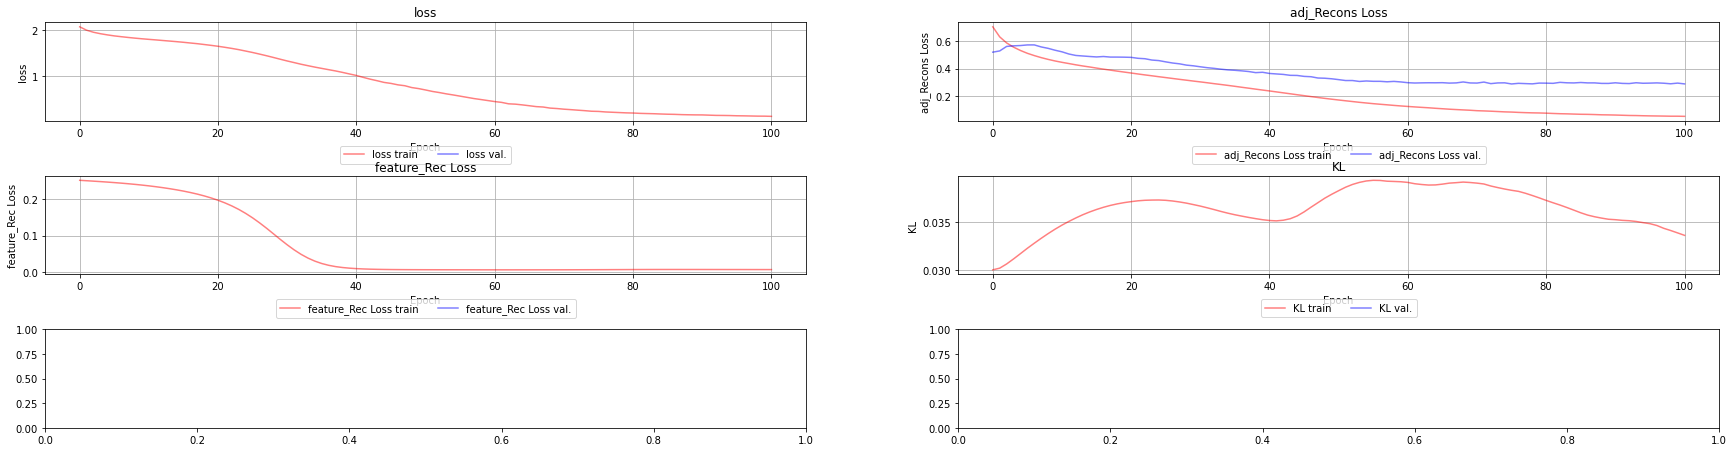 loss
loss
2
1
0 20 40 60 80 100
Epoch
loss train loss val.
adj_Recons Loss
adj_Recons Loss
0.6
0.4
0.2
0 20 40 60 80 100
Epoch
adj_Recons Loss train adj_Recons Loss val.
feature_Rec Loss
feature_Rec Loss
0.2
0.1
0.0
0 20 40 60 80 100
Epoch
feature_Rec Loss train feature_Rec Loss val.
KL
KL
0.035
0.030
0 20 40 60 80 100
Epoch
KL train KL val.
1.00
0.75
0.50
0.25
0.00
0.0 0.2 0.4 0.6 0.8 1.0
1.00
0.75
0.50
0.25
0.00
0.0 0.2 0.4 0.6 0.8 1.0